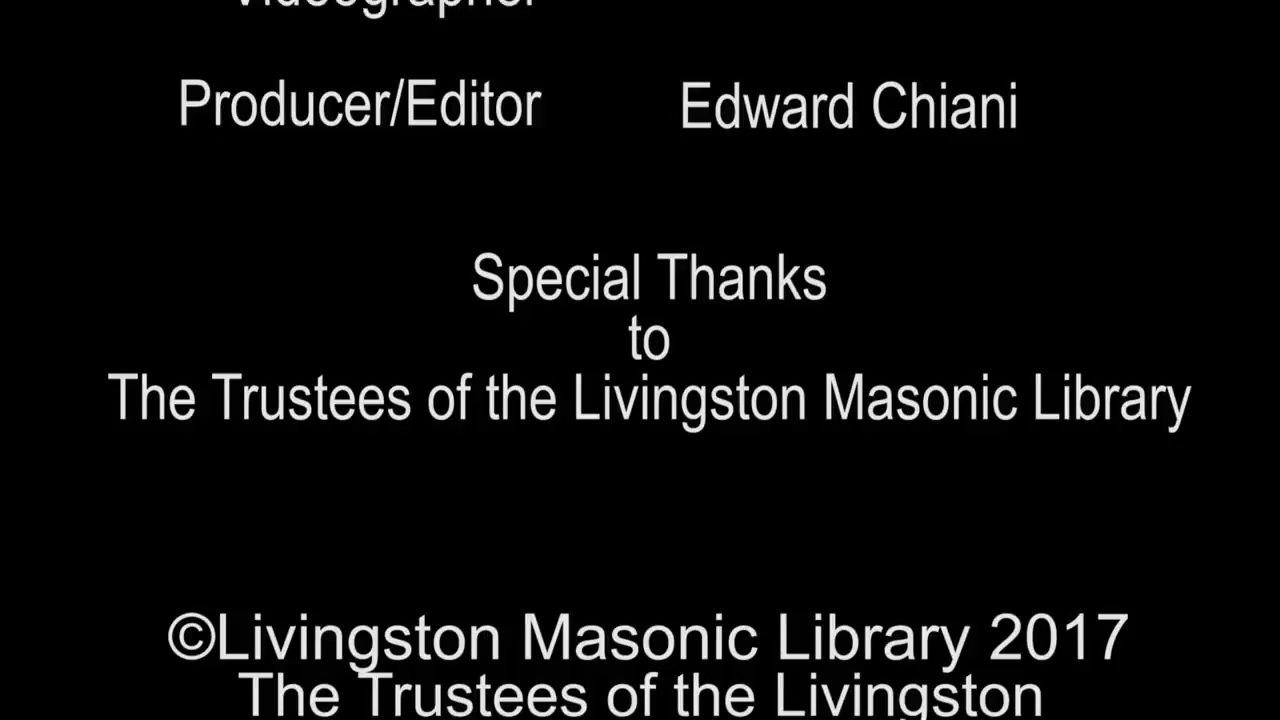 Videographer
Producer/Editor Edward Chiani
Special Thanks
to
The Trustees of the Livingston Masonic Library
©Livingston Masonic Library 2017
The Trustees of the Livingston